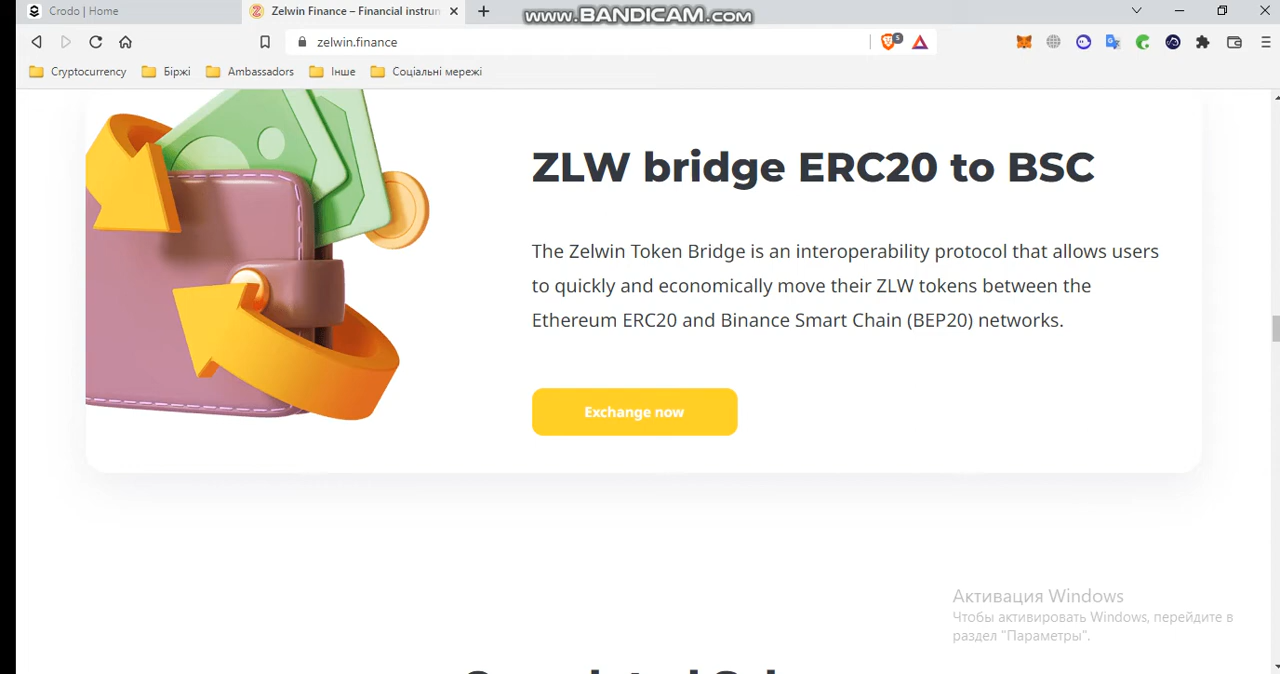 Crodo | Home
Zelwin Finance – Financial instrun
www.BANDICAM.com
zelwin.finance
5
Cryptocurrency
Біржі
Ambassadors
Інше
Соціальні мережі
ZLW bridge ERC20 to BSC
The Zelwin Token Bridge is an interoperability protocol that allows users
to quickly and economically move their ZLW tokens between the
Ethereum ERC20 and Binance Smart Chain (BEP20) networks.
Exchange now
Активация Windows
Чтобы активировать Windows, перейдите в
раздел "Параметры".